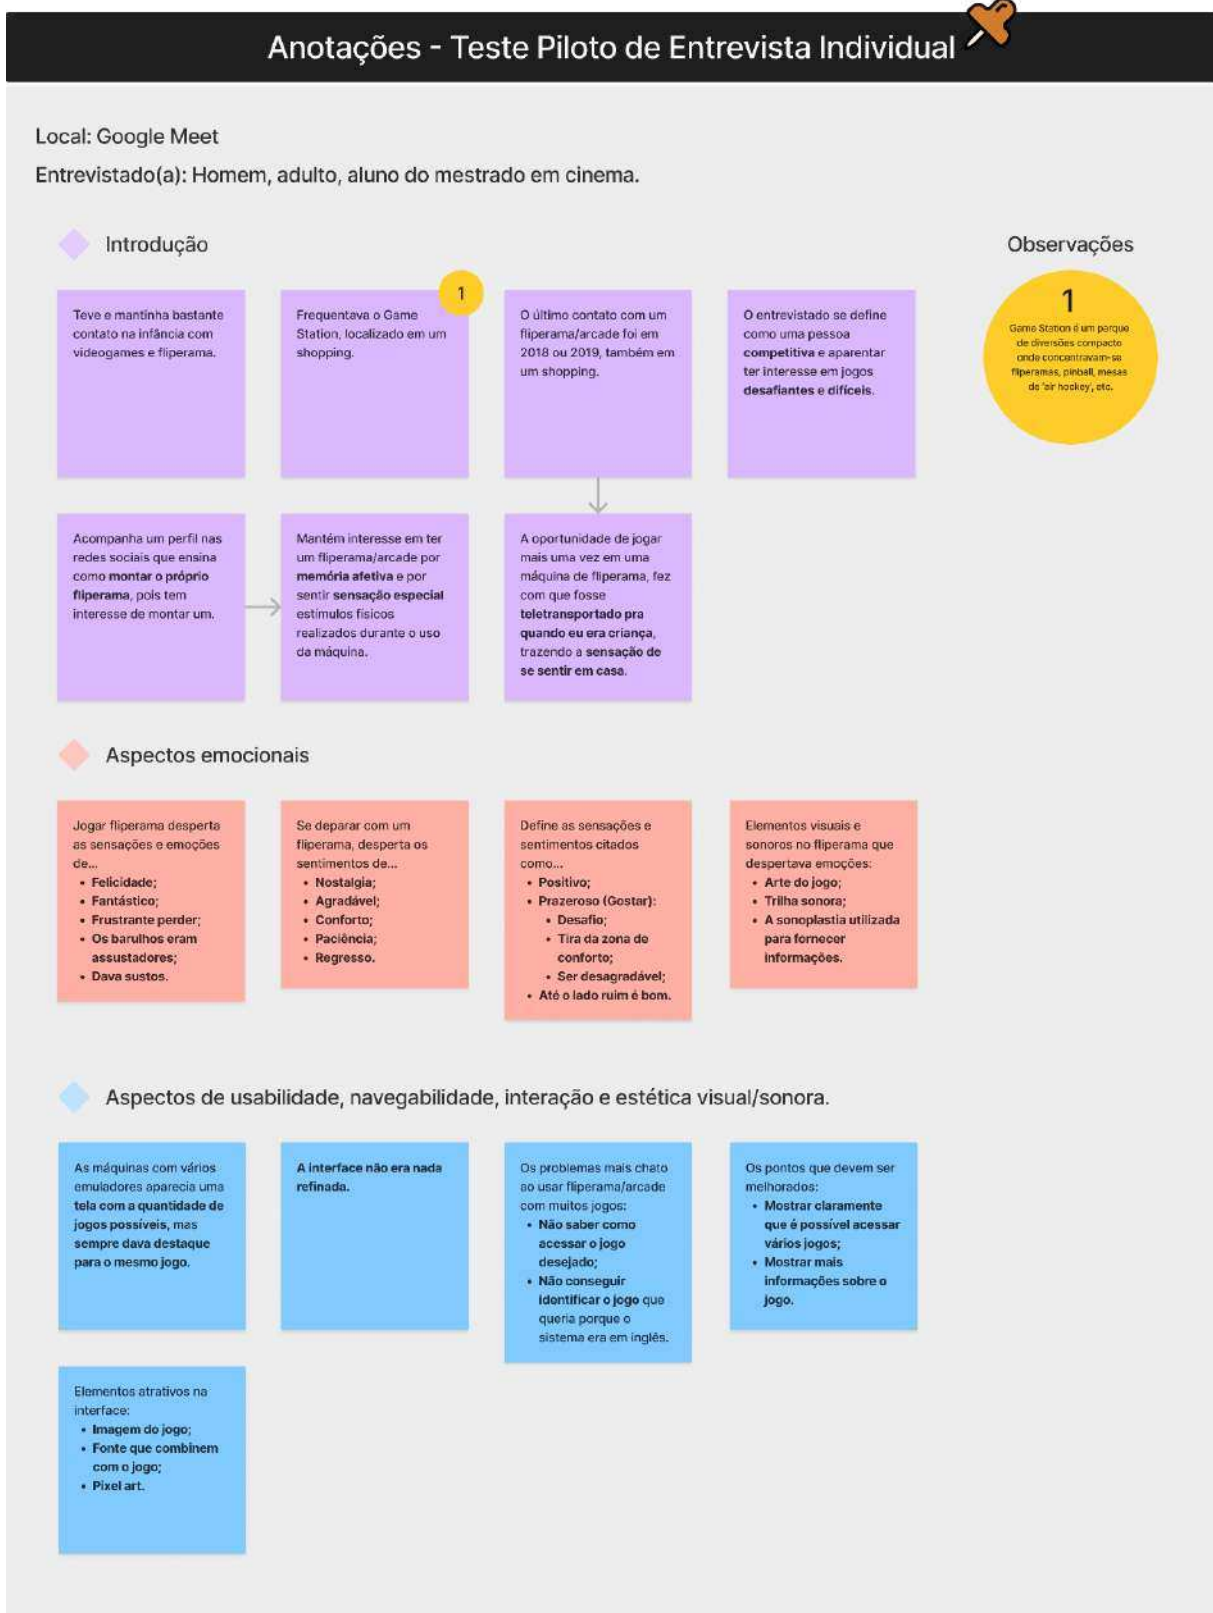 Anotações - Teste Piloto de Entrevista Individual
Local: Google Meet
Entrevistado(a): Homem, adulto, aluno do mestrado em cinema.
Introdução
Teve e mantinha bastante
contato na infância com
videogames e fliperama.
1
Frequentava o Game
Station, localizado em um
shopping.
O último contato com um
fliperama/arcade foi em
2018 ou 2019, também em
um shopping.
O entrevistado se define
como uma pessoa
competitiva e aparentar
ter interesse em jogos
desafiantes e difíceis.
Observações
1
Game Station é um parque
de diversões compacto
onde concentravam-se
fliperamas, pinball, mesas
de 'air hockey', etc.
Acompanha um perfil nas
redes sociais que ensina
como montar o próprio
fliperama, pois tem
interesse de montar um.
Mantém interesse em ter
um fliperama/arcade por
memória afetiva e por
sentir sensação especial
estímulos físicos
realizados durante o uso
da máquina.
A oportunidade de jogar
mais uma vez em uma
máquina de fliperama, fez
com que fosse
teletransportado pra
quando eu era criança,
trazendo a sensação de
se sentir em casa.
Aspectos emocionais
Jogar fliperama desperta
as sensações e emoções
de...
• Felicidade;
• Fantástico;
• Frustrante perder;
• Os barulhos eram
assustadores;
• Dava sustos.
Se deparar com um
fliperama, desperta os
sentimentos de...
• Nostalgia;
• Agradável;
• Conforto;
• Paciência;
• Regresso.
Define as sensações e
sentimentos citados
como...
• Positivo;
• Prazeroso (Gostar):
• Desafio;
• Tira da zona de
conforto;
• Ser desagradável;
• Até o lado ruim é bom.
Elementos visuais e
sonoros no fliperama que
despertava emoções:
• Arte do jogo;
• Trilha sonora;
• A sonoplastia utilizada
para fornecer
informações.
Aspectos de usabilidade, navegabilidade, interação e estética visual/sonora.
As máquinas com vários
emuladores aparecia uma
tela com a quantidade de
jogos possíveis, mas
sempre dava destaque
para o mesmo jogo.
A interface não era nada
refinada.
Os problemas mais chato
ao usar fliperama/arcade
com muitos jogos:
• Não saber como
acessar o jogo
desejado;
• Não conseguir
identificar o jogo que
queria porque o
sistema era em inglês.
Os pontos que devem ser
melhorados:
• Mostrar claramente
que é possível acessar
vários jogos;
• Mostrar mais
informações sobre o
jogo.
Elementos atrativos na
interface:
• Imagem do jogo;
• Fonte que combinem
com o jogo;
• Pixel art.